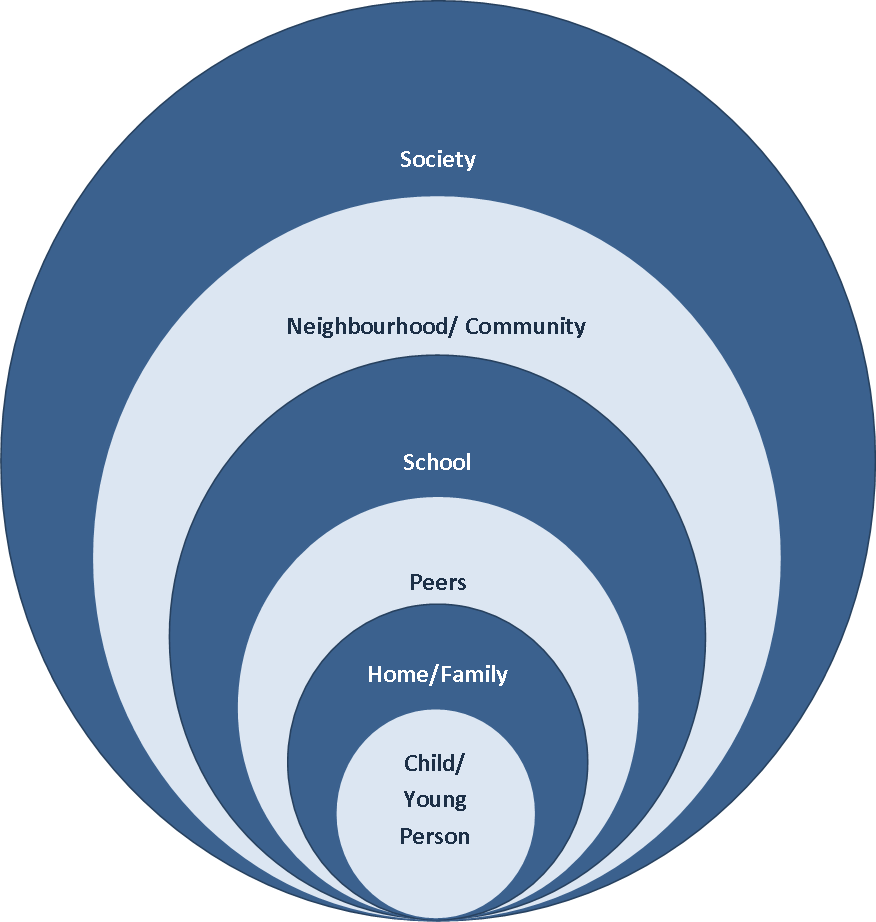 Society
Neighbourhood/ Community
School
Peers
Home/Family
Child/
Young
Person